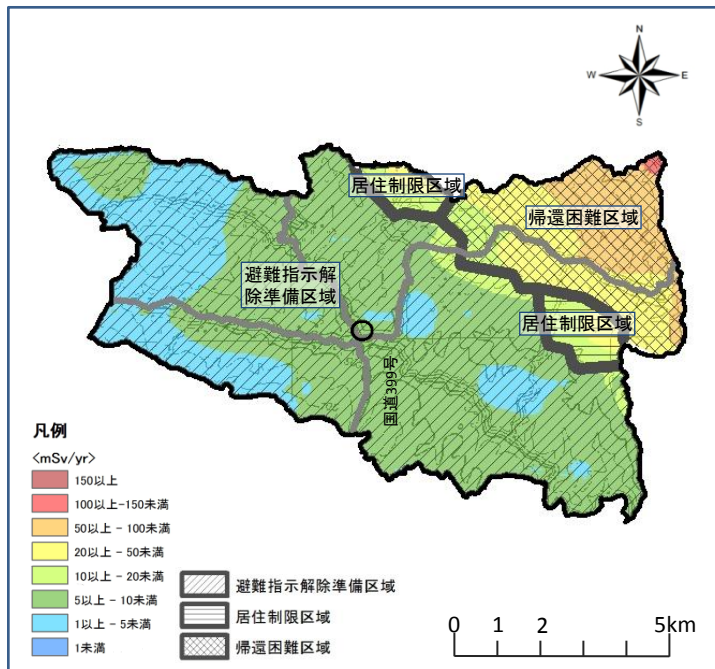 N
W
E
S
居住制限区域
帰還困難区域
避難指示解
除準備区域
居住制限区域
国道399号
凡例
<mSv/yr>
150以上
100以上-150未満
50以上 - 100未満
20以上 - 50未満
10以上 - 20未満
5以上 - 10未満
1以上 - 5未満
1未満
避難指示解除準備区域
居住制限区域
帰還困難区域
0 1 2 5km